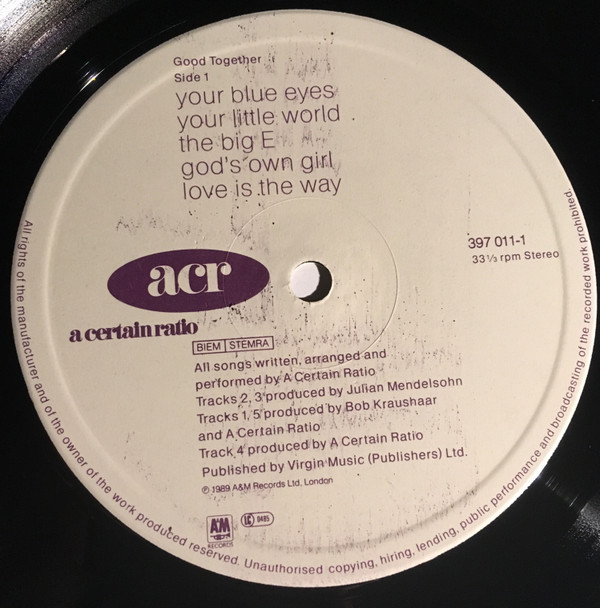 Good Together
Side 1
your blue eyes
your little world
the big E
god's own girl
love is the way
397 011-1
33⅓ rpm Stereo
acr
a certain ratio
BIEM STEMRA
All songs written, arranged and
performed by A Certain Ratio
Tracks 2, 3 produced by Julian Mendelsohn
Tracks 1, 5 produced by Bob Kraushaar
and A Certain Ratio
Track 4 produced by A Certain Ratio
Published by Virgin Music (Publishers) Ltd.
℗ 1989 A&M Records Ltd, London
A&M
RECORDS
LC 0485
All rights of the manufacturer and of the owner of the work produced reserved. Unauthorised copying, hiring, lending, public performance and broadcasting of the recorded work prohibited.